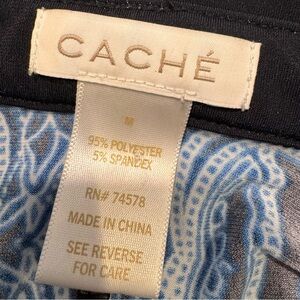 CACHÉ
M
95% POLYESTER
5% SPANDEX
RN# 74578
MADE IN CHINA
SEE REVERSE
FOR CARE